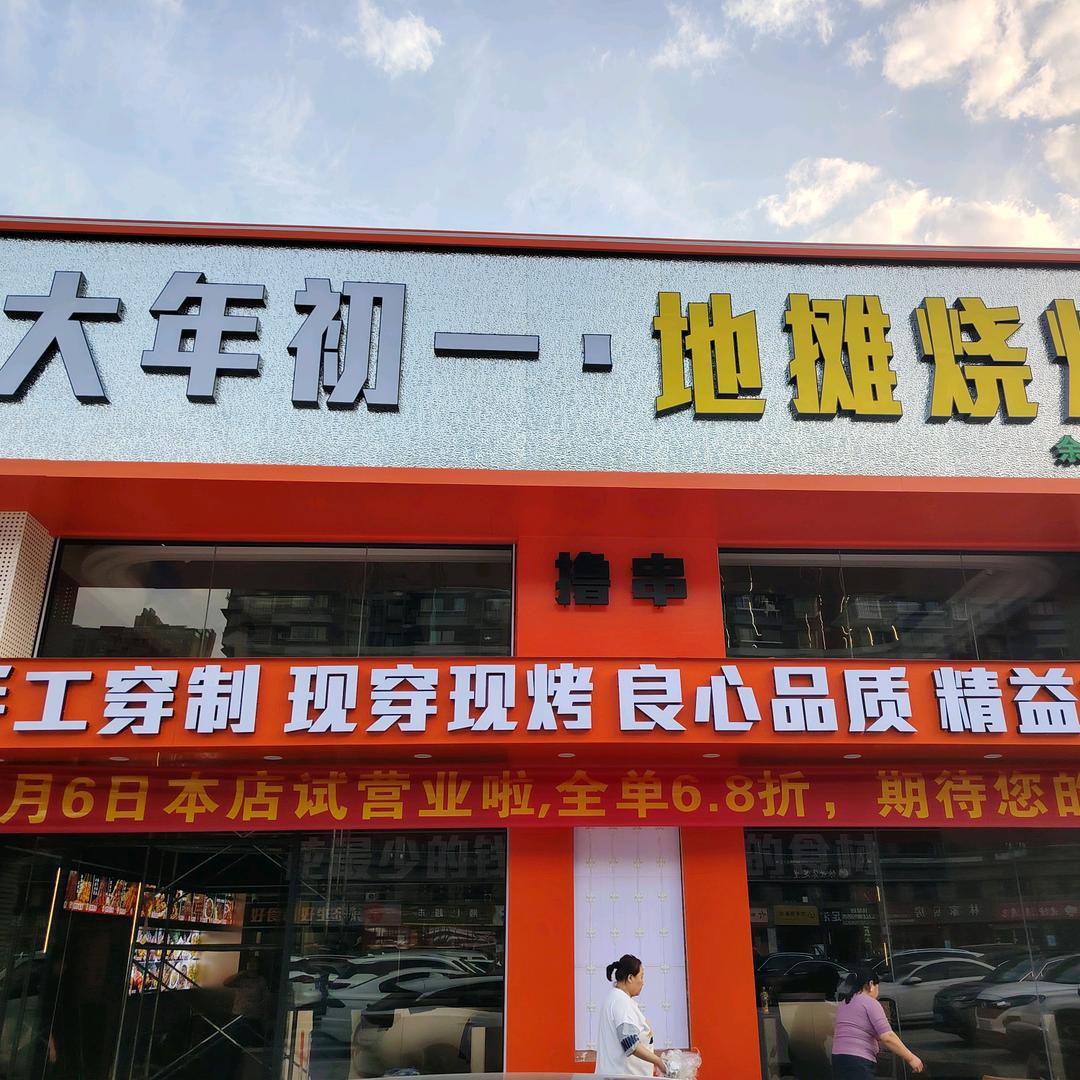 大年初一·地摊烧
余
撸串
工穿制 现穿现烤 良心品质 精益
月6日本店试营业啦,全单6.8折，期待您的